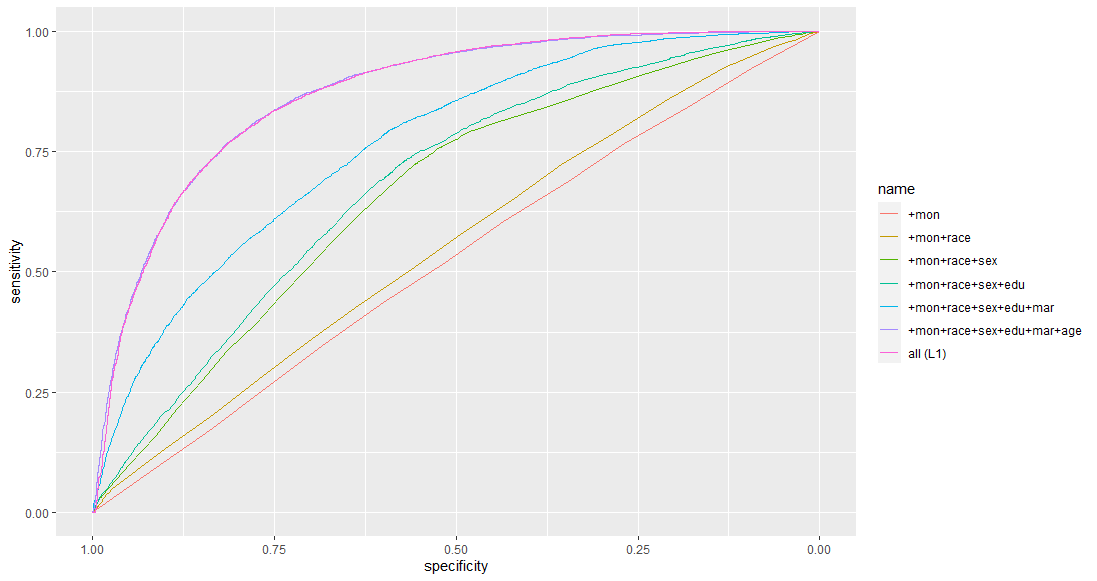 1.00
0.75
0.50
0.25
0.00
sensitivity
1.00 0.75 0.50 0.25 0.00
specificity
name
+mon
+mon+race
+mon+race+sex
+mon+race+sex+edu
+mon+race+sex+edu+mar
+mon+race+sex+edu+mar+age
all (L1)